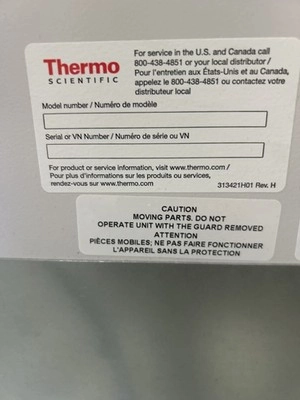 Thermo
SCIENTIFIC
For service in the U.S. and Canada call
800-438-4851 or your local distributor /
Pour l'entretien aux États-Unis et au Canada,
appelez le 800-438-4851 ou contactez votre
distributeur local
Model number / Numéro de modèle
Serial or VN Number / Numéro de série ou VN
For product or service information, visit www.thermo.com /
Pour plus d'informations sur les produits ou services,
rendez-vous sur www.thermo.com
313421H01 Rev. H
CAUTION
MOVING PARTS. DO NOT
OPERATE UNIT WITH THE GUARD REMOVED
ATTENTION
PIÈCES MOBILES; NE PAS FAIRE FONCTIONNER
L'APPAREIL SANS LA PROTECTION